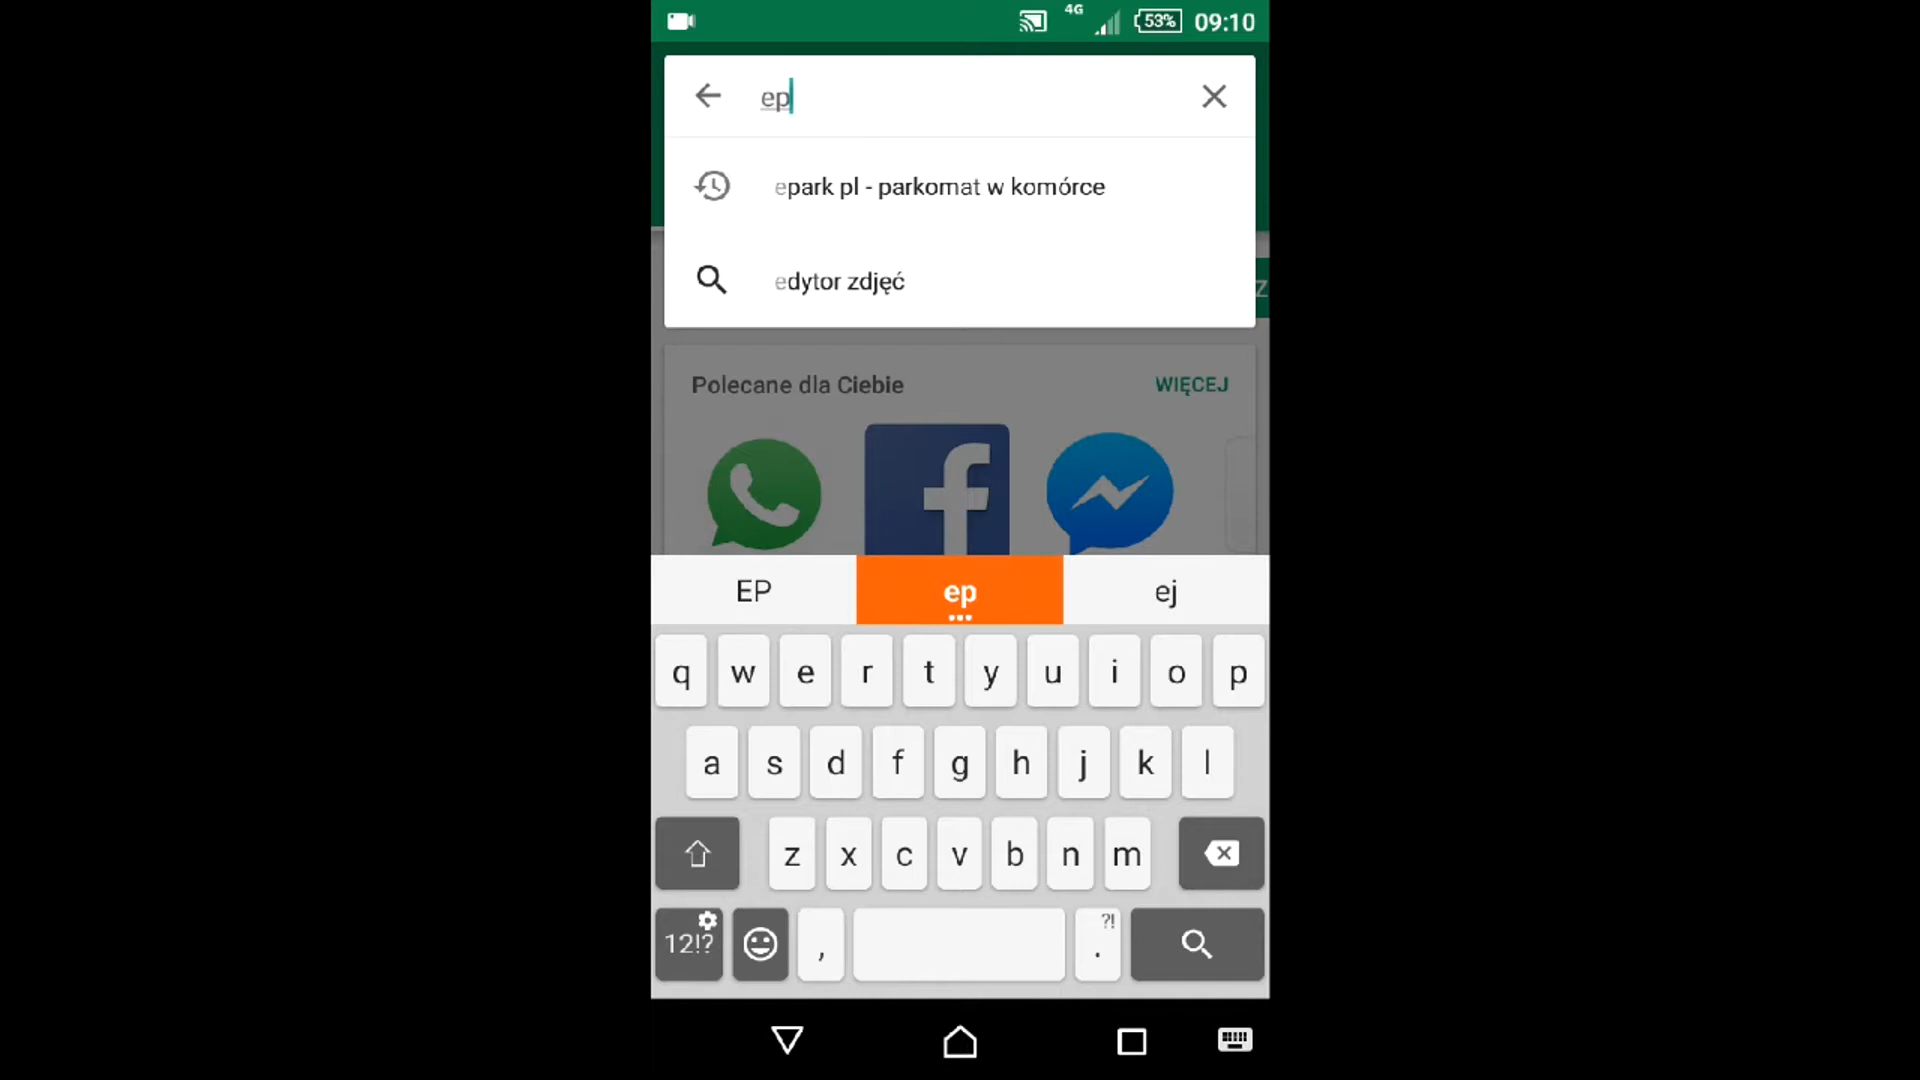 4G 53% 09:10
ep
epark pl - parkomat w komórce
edytor zdjęć
Z
Polecane dla Ciebie WIĘCEJ
EP ep ej
q w e r t y u i o p
a s d f g h j k l
z x c v b n m
12!? , . ?!